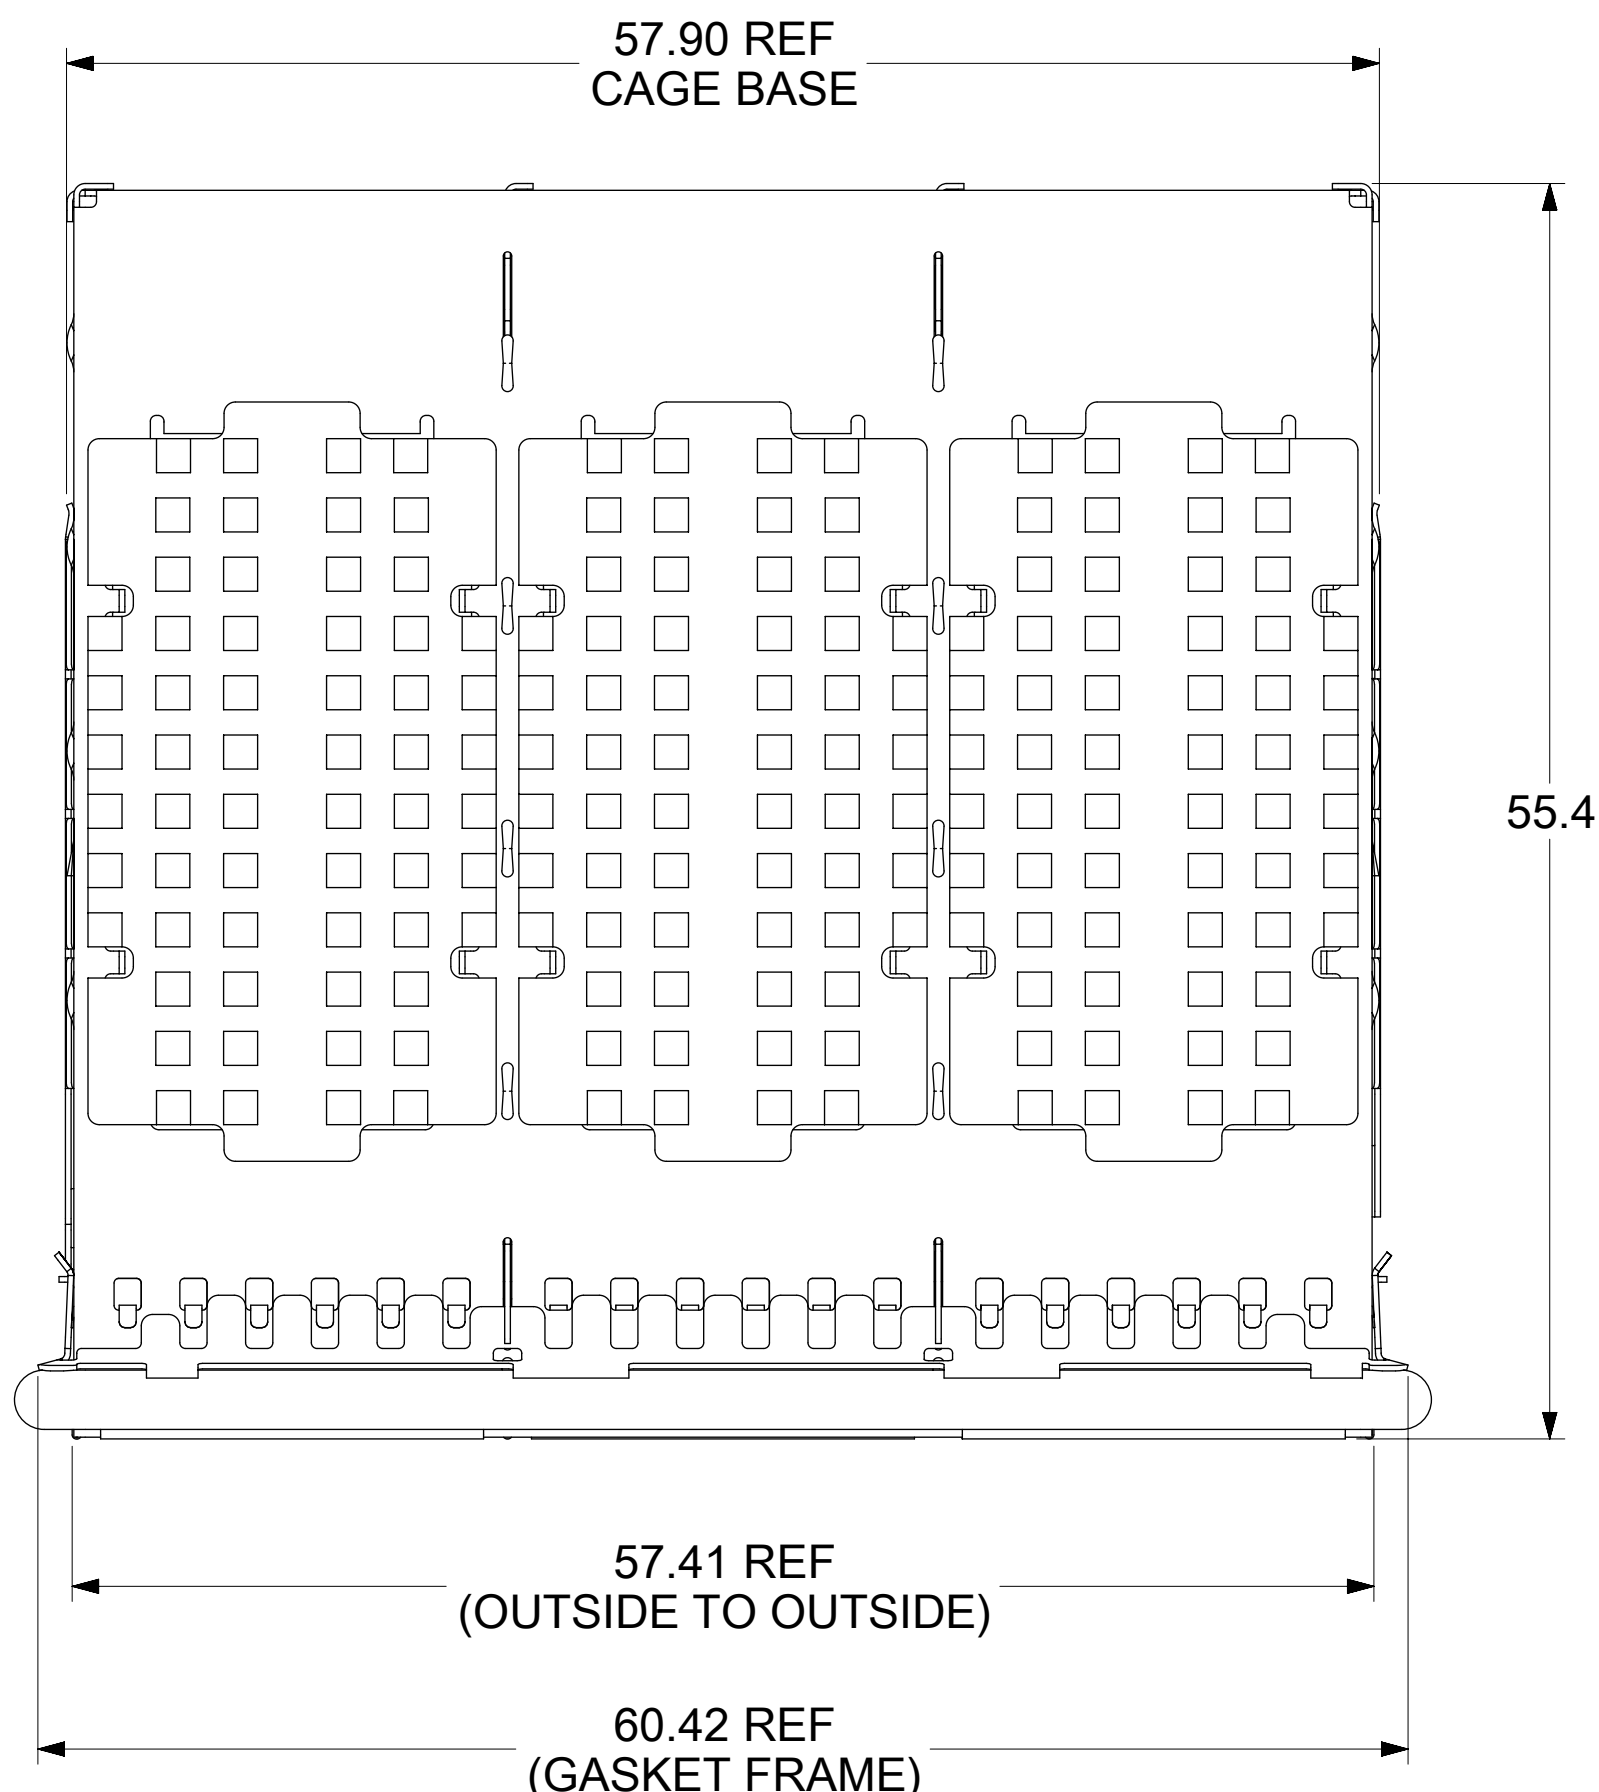 57.90 REF
CAGE BASE
55.4
57.41 REF
(OUTSIDE TO OUTSIDE)
60.42 REF
(GASKET FRAME)